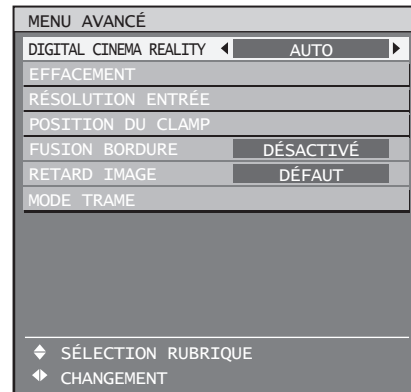 MENU AVANCÉ
DIGITAL CINEMA REALITY AUTO
EFFACEMENT
RÉSOLUTION ENTRÉE
POSITION DU CLAMP
FUSION BORDURE DÉSACTIVÉ
RETARD IMAGE DÉFAUT
MODE TRAME
SÉLECTION RUBRIQUE
CHANGEMENT